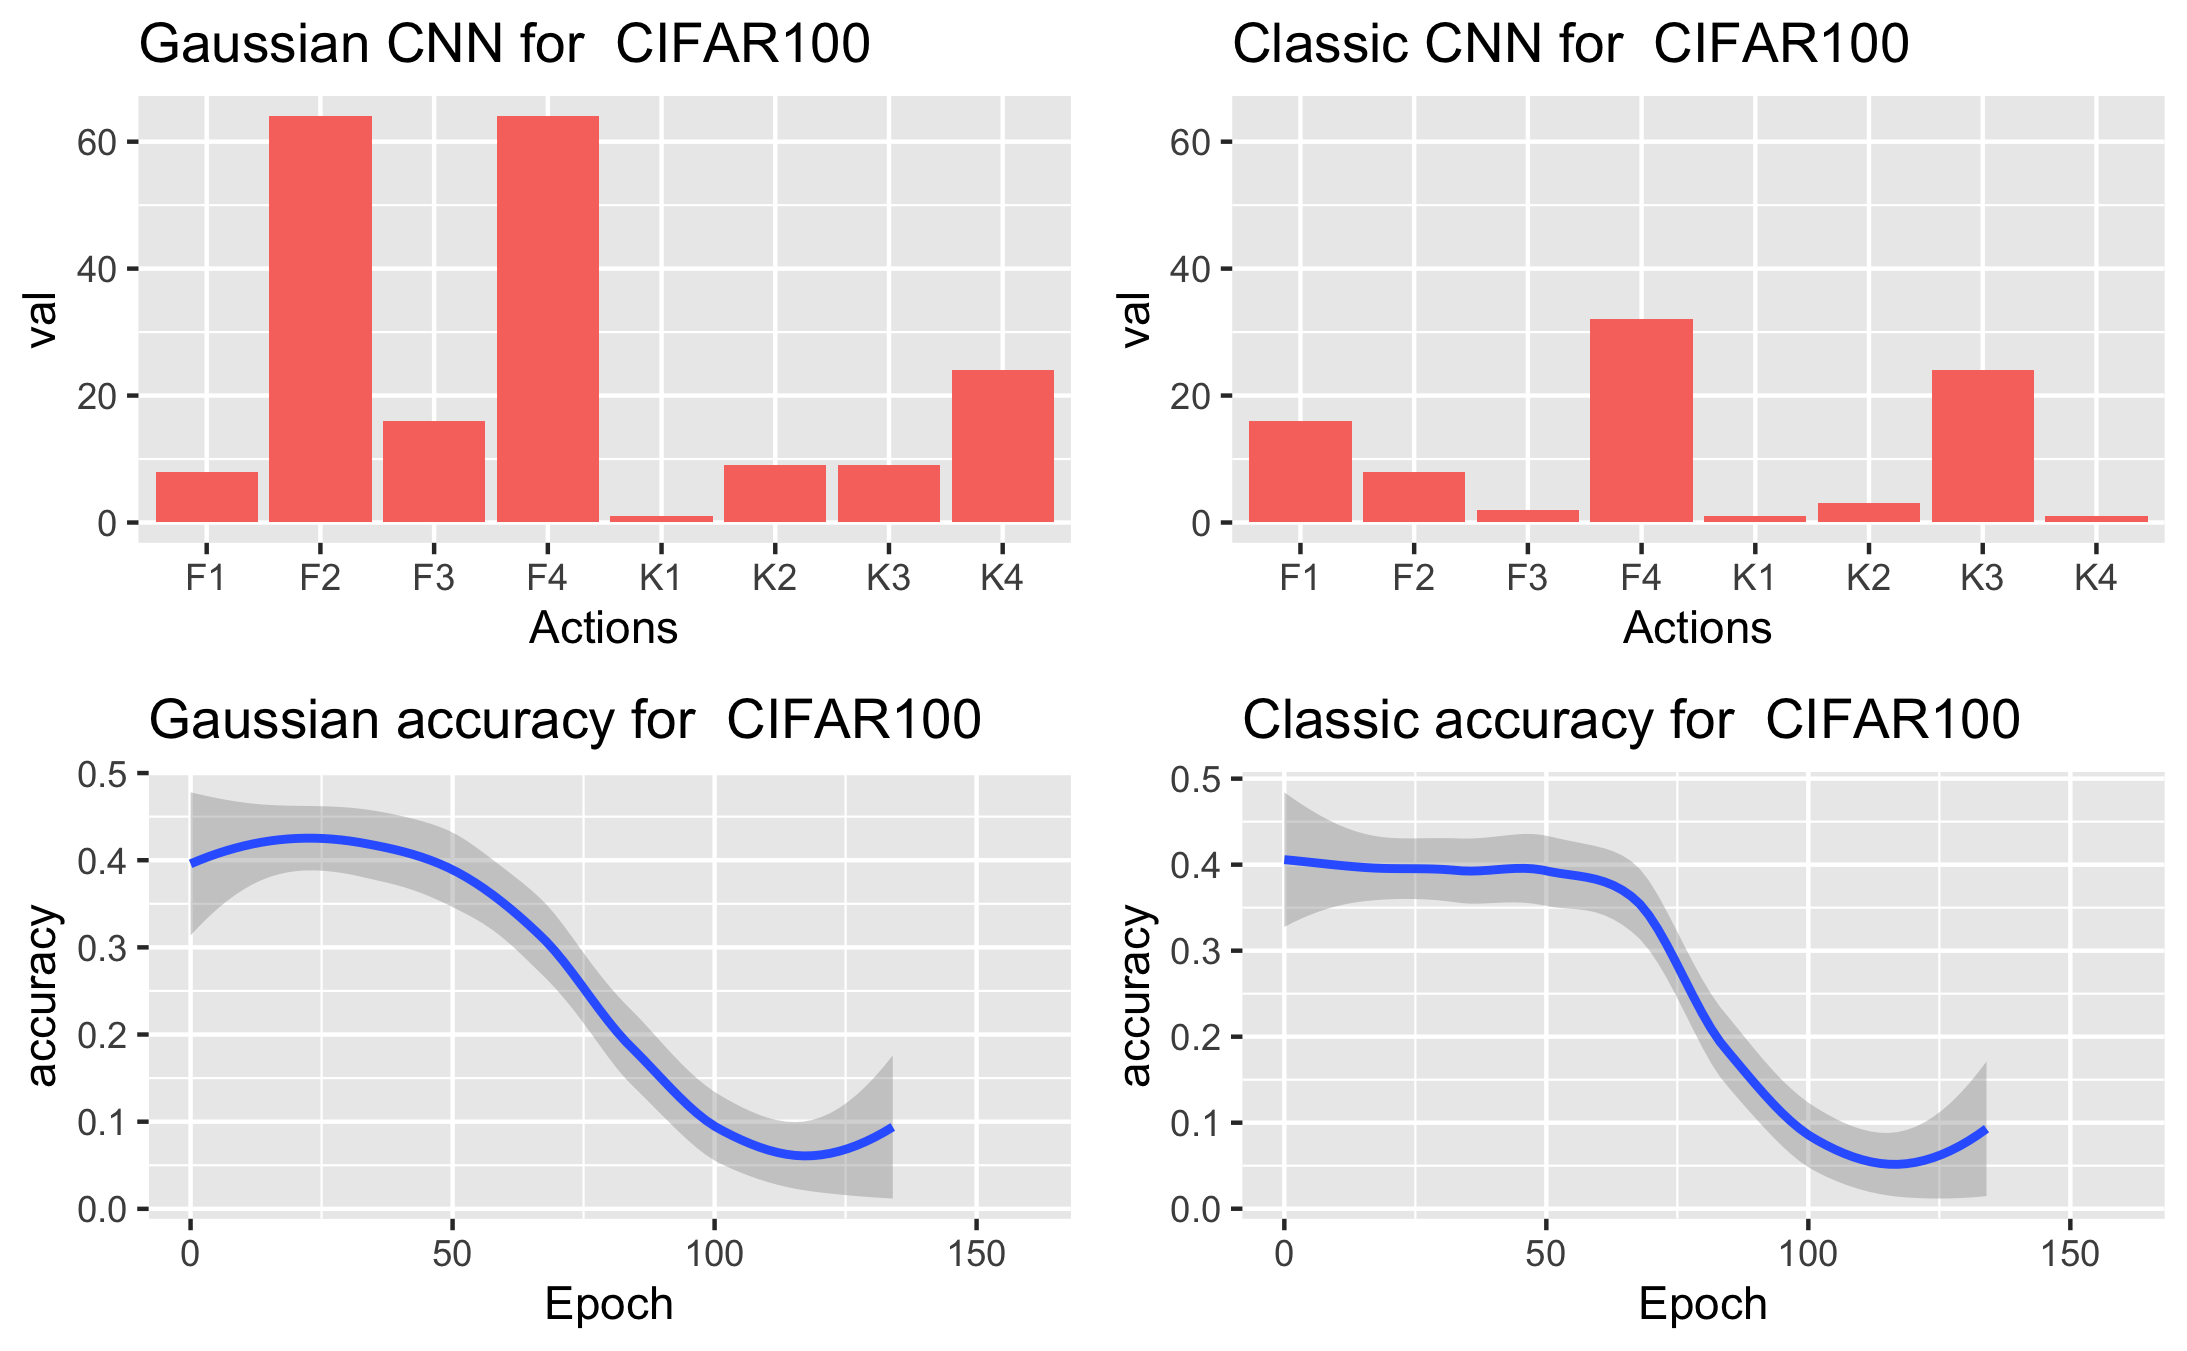 Gaussian CNN for  CIFAR100
60
40
20
0
val
F1 F2 F3 F4 K1 K2 K3 K4
Actions
Classic CNN for  CIFAR100
60
40
20
0
val
F1 F2 F3 F4 K1 K2 K3 K4
Actions
Gaussian accuracy for  CIFAR100
0.5
0.4
0.3
0.2
0.1
0.0
accuracy
0 50 100 150
Epoch
Classic accuracy for  CIFAR100
0.5
0.4
0.3
0.2
0.1
0.0
accuracy
0 50 100 150
Epoch